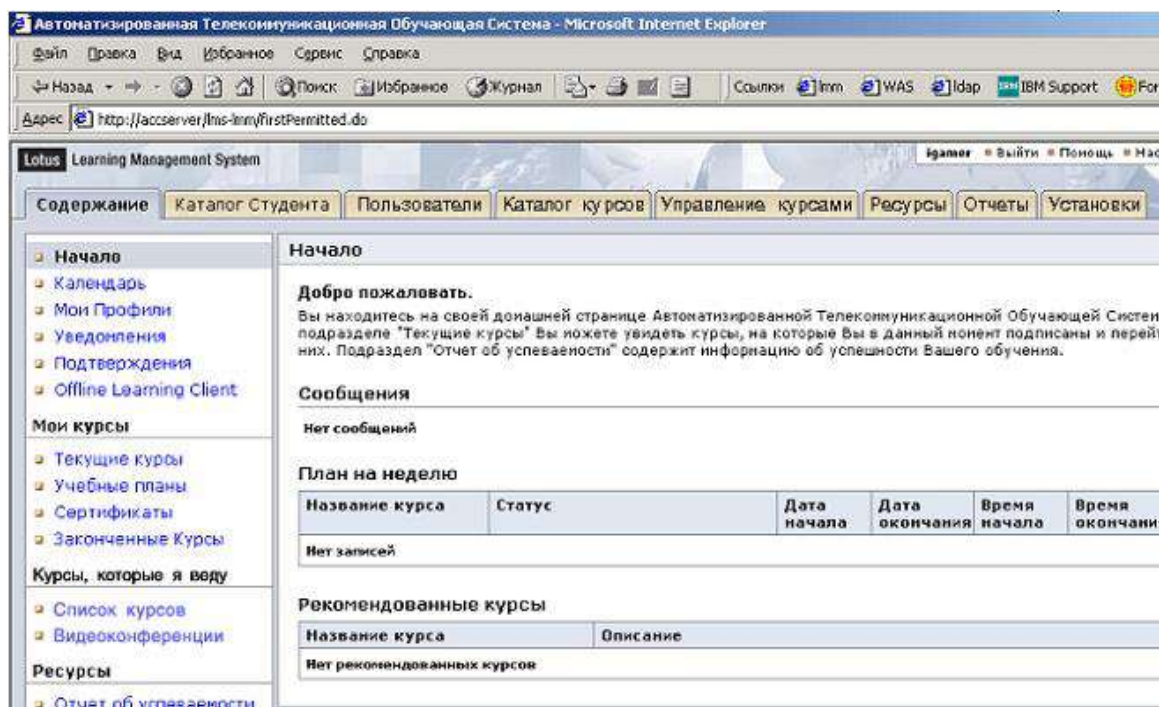 Автоматизированная Телекоммуникационная Обучающая Система - Microsoft Internet Explorer
Файл Правка Вид Избранное Сервис Справка
Назад Поиск Избранное Журнал Ссылки lmm WAS ldap IBM Support For
Адрес http://accserver/lms-lmm/firstPermitted.do
Lotus Learning Management System
igamer Выйти Помощь Нас
Содержание Каталог Студента Пользователи Каталог курсов Управление курсами Ресурсы Отчеты Установки
Начало
Календарь
Мои Профили
Уведомления
Подтверждения
Offline Learning Client
Мои курсы
Текущие курсы
Учебные планы
Сертификаты
Законченные Курсы
Курсы, которые я веду
Список курсов
Видеоконференции
Ресурсы
Отчет об успеваемости
Начало
Добро пожаловать.
Вы находитесь на своей домашней странице Автоматизированной Телекоммуникационной Обучающей Систем
подразделе "Текущие курсы" Вы можете увидеть курсы, на которые Вы в данный момент подписаны и перейт
них. Подраздел "Отчет об успеваемости" содержит информацию об успешности Вашего обучения.
Сообщения
Нет сообщений
План на неделю
Название курса Статус Дата начала Дата окончания Время начала Время окончани
Нет записей
Рекомендованные курсы
Название курса Описание
Нет рекомендованных курсов